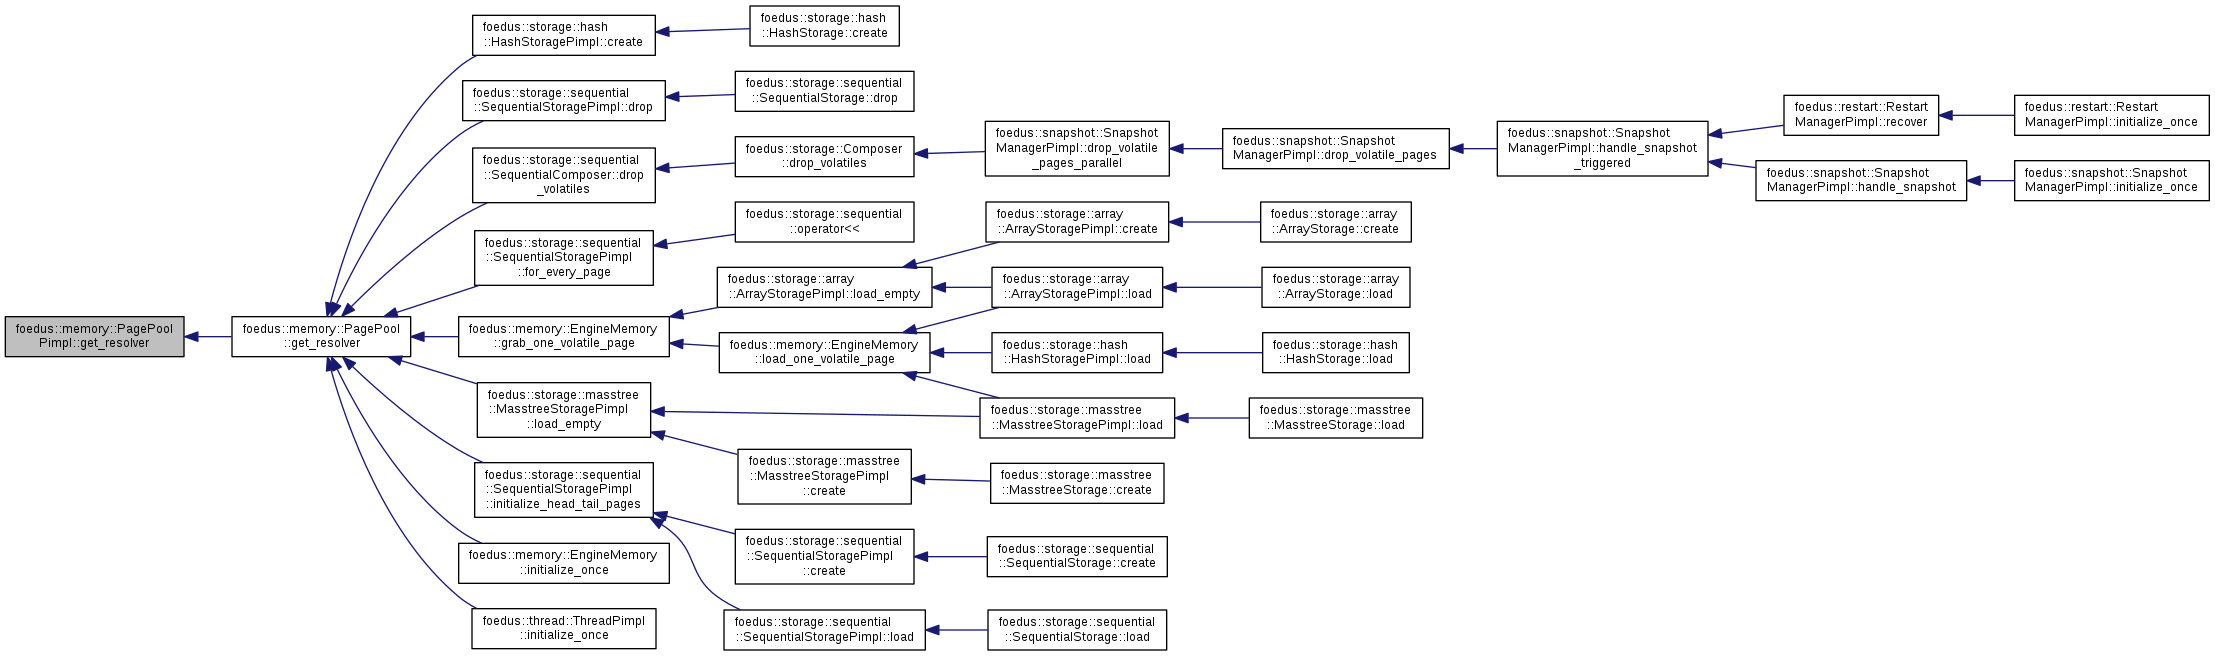 foedus::memory::PagePool
Pimpl::get_resolver
foedus::memory::PagePool
::get_resolver
foedus::storage::hash
::HashStoragePimpl::create
foedus::storage::hash
::HashStorage::create
foedus::storage::sequential
::SequentialStoragePimpl::drop
foedus::storage::sequential
::SequentialStorage::drop
foedus::storage::sequential
::SequentialComposer::drop
_volatiles
foedus::storage::Composer
::drop_volatiles
foedus::snapshot::Snapshot
ManagerPimpl::drop_volatile
_pages_parallel
foedus::snapshot::Snapshot
ManagerPimpl::drop_volatile_pages
foedus::snapshot::Snapshot
ManagerPimpl::handle_snapshot
_triggered
foedus::restart::Restart
ManagerPimpl::recover
foedus::restart::Restart
ManagerPimpl::initialize_once
foedus::snapshot::Snapshot
ManagerPimpl::handle_snapshot
foedus::snapshot::Snapshot
ManagerPimpl::initialize_once
foedus::storage::sequential
::SequentialStoragePimpl
::for_every_page
foedus::storage::sequential
::operator<<
foedus::memory::EngineMemory
::grab_one_volatile_page
foedus::storage::array
::ArrayStoragePimpl::load_empty
foedus::storage::array
::ArrayStoragePimpl::create
foedus::storage::array
::ArrayStorage::create
foedus::storage::array
::ArrayStoragePimpl::load
foedus::storage::array
::ArrayStorage::load
foedus::memory::EngineMemory
::load_one_volatile_page
foedus::storage::hash
::HashStoragePimpl::load
foedus::storage::hash
::HashStorage::load
foedus::storage::masstree
::MasstreeStoragePimpl
::load_empty
foedus::storage::masstree
::MasstreeStoragePimpl::load
foedus::storage::masstree
::MasstreeStorage::load
foedus::storage::masstree
::MasstreeStoragePimpl
::create
foedus::storage::masstree
::MasstreeStorage::create
foedus::storage::sequential
::SequentialStoragePimpl
::initialize_head_tail_pages
foedus::storage::sequential
::SequentialStoragePimpl
::create
foedus::storage::sequential
::SequentialStorage::create
foedus::storage::sequential
::SequentialStoragePimpl::load
foedus::storage::sequential
::SequentialStorage::load
foedus::memory::EngineMemory
::initialize_once
foedus::thread::ThreadPimpl
::initialize_once